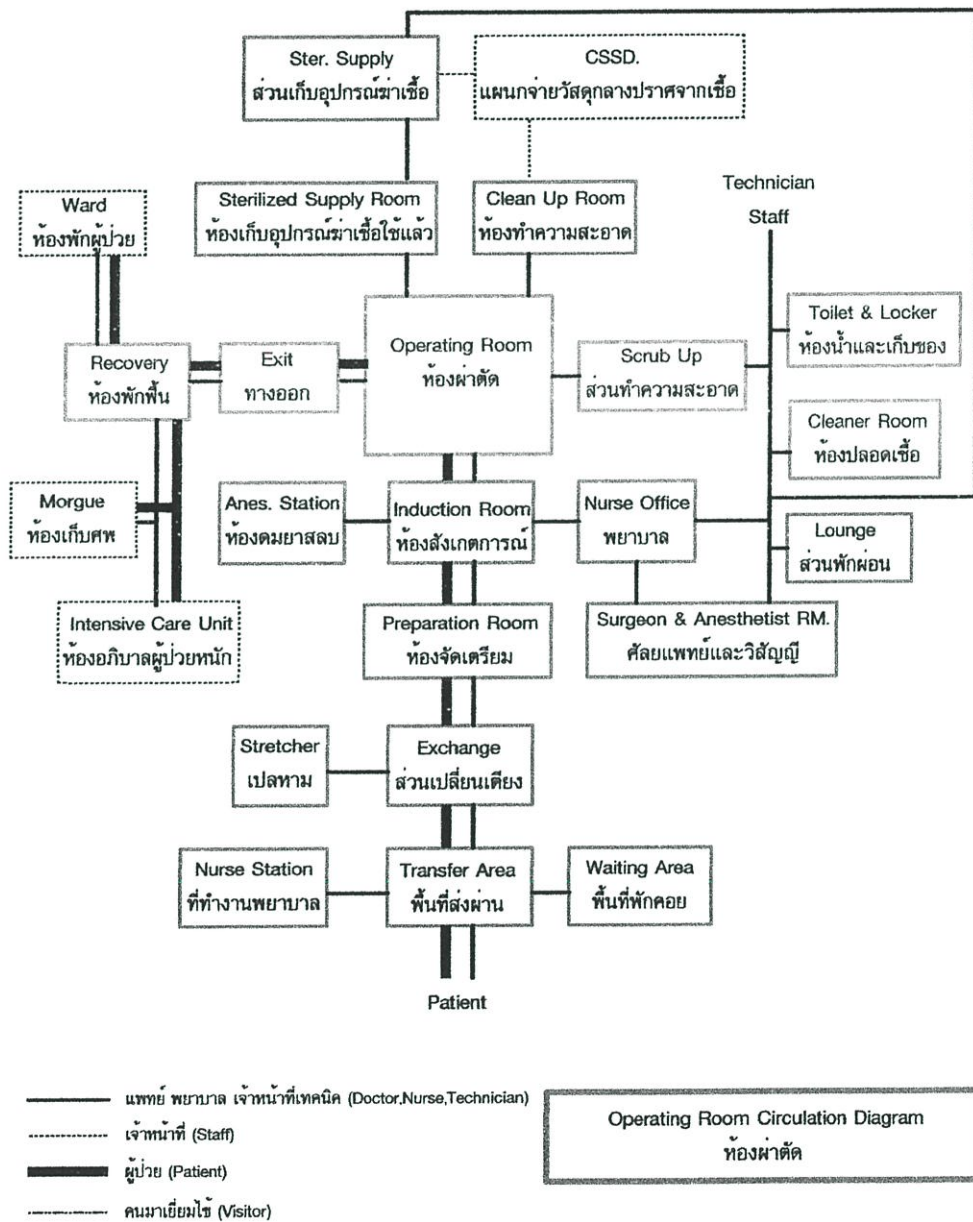 Ster. Supply
ส่วนเก็บอุปกรณ์ฆ่าเชื้อ
CSSD.
แผนกจ่ายวัสดุกลางปราศจากเชื้อ
Ward
ห้องพักผู้ป่วย
Sterilized Supply Room
ห้องเก็บอุปกรณ์ฆ่าเชื้อใช้แล้ว
Clean Up Room
ห้องทำความสะอาด
Technician
Staff
Recovery
ห้องพักฟื้น
Exit
ทางออก
Operating Room
ห้องผ่าตัด
Scrub Up
ส่วนทำความสะอาด
Toilet & Locker
ห้องน้ำและเก็บของ
Cleaner Room
ห้องปลอดเชื้อ
Morgue
ห้องเก็บศพ
Anes. Station
ห้องดมยาสลบ
Induction Room
ห้องสังเกตการณ์
Nurse Office
พยาบาล
Lounge
ส่วนพักผ่อน
Intensive Care Unit
ห้องอภิบาลผู้ป่วยหนัก
Preparation Room
ห้องจัดเตรียม
Surgeon & Anesthetist RM.
ศัลยแพทย์และวิสัญญี
Stretcher
เปลหาม
Exchange
ส่วนเปลี่ยนเตียง
Nurse Station
ที่ทำงานพยาบาล
Transfer Area
พื้นที่ส่งผ่าน
Waiting Area
พื้นที่พักคอย
Patient
แพทย์ พยาบาล เจ้าหน้าที่เทคนิค (Doctor,Nurse,Technician)
เจ้าหน้าที่ (Staff)
ผู้ป่วย (Patient)
คนมาเยี่ยมไข้ (Visitor)
Operating Room Circulation Diagram
ห้องผ่าตัด